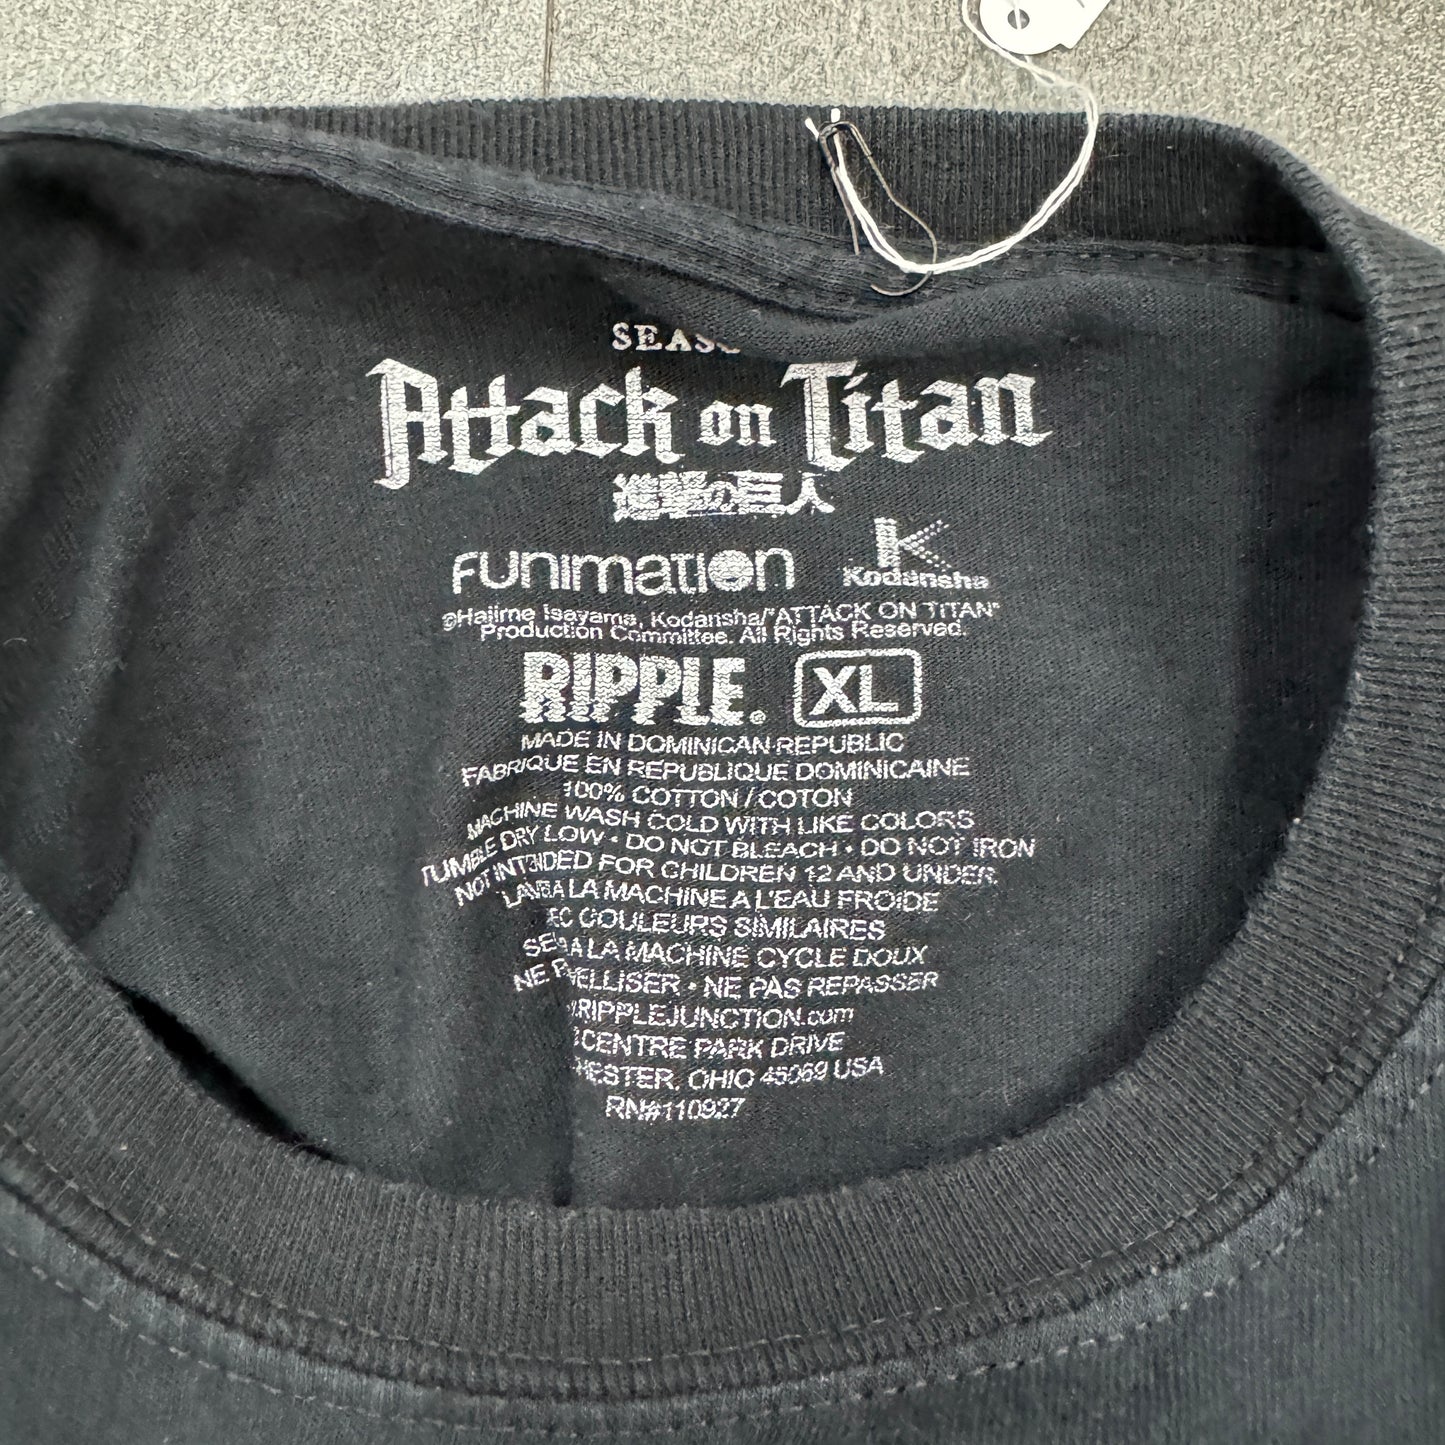 Attack on Titan
進撃の巨人
FUNIMATION
Kodansha
©Hajime Isayama, Kodansha/"ATTACK ON TITAN"
Production Committee. All Rights Reserved.
RIPPLE. XL
MADE IN DOMINICAN REPUBLIC
FABRIQUE EN REPUBLIQUE DOMINICAINE
100% COTTON / COTON
MACHINE WASH COLD WITH LIKE COLORS
TUMBLE DRY LOW • DO NOT BLEACH • DO NOT IRON
NOT INTENDED FOR CHILDREN 12 AND UNDER
A LA MACHINE A L'EAU FROIDE
COULEURS SIMILAIRES
A LA MACHINE CYCLE DOUX
NE • NE PAS REPASSER
RIPPLEJUNCTION.com
CENTRE PARK DRIVE
OHIO 45069 USA
RN#110927